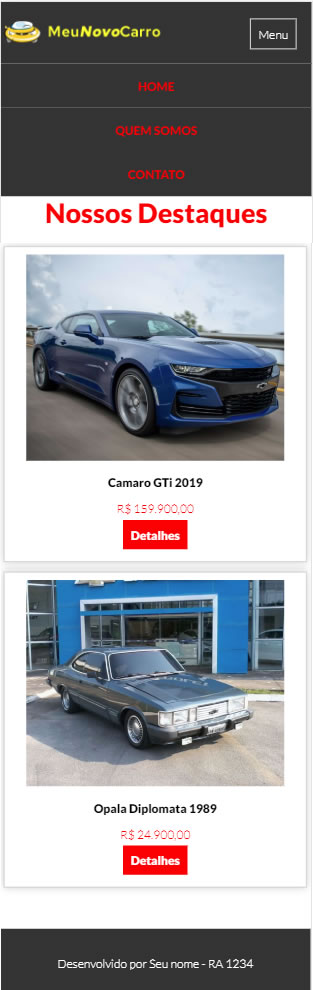 MeuNovoCarro
Menu
HOME
QUEM SOMOS
CONTATO
Nossos Destaques
Camaro GTi 2019
R$ 159.900,00
Detalhes
Opala Diplomata 1989
R$ 24.900,00
Detalhes
Desenvolvido por Seu nome - RA 1234